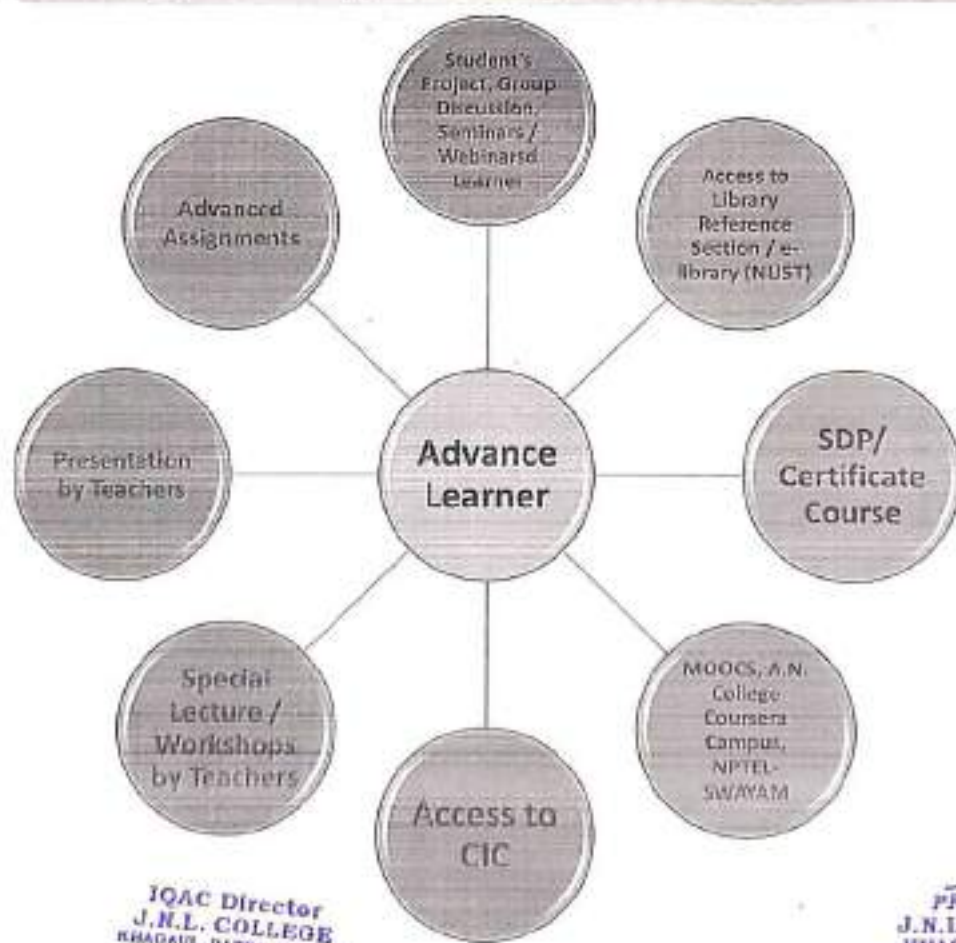 Student's
Project, Group
Discussion,
Seminars /
Webinarsd
Learner
Access to
Library
Reference
Section / e-
library (NLIST)
SDP/
Certificate
Course
MOOCS, A.N.
College
Coursera
Campus,
NPTEL-
SWAYAM
Access to
CIC
Special
Lecture /
Workshops
by Teachers
Presentation
by Teachers
Advanced
Assignments
Advance
Learner
IQAC Director
J.N.L. COLLEGE